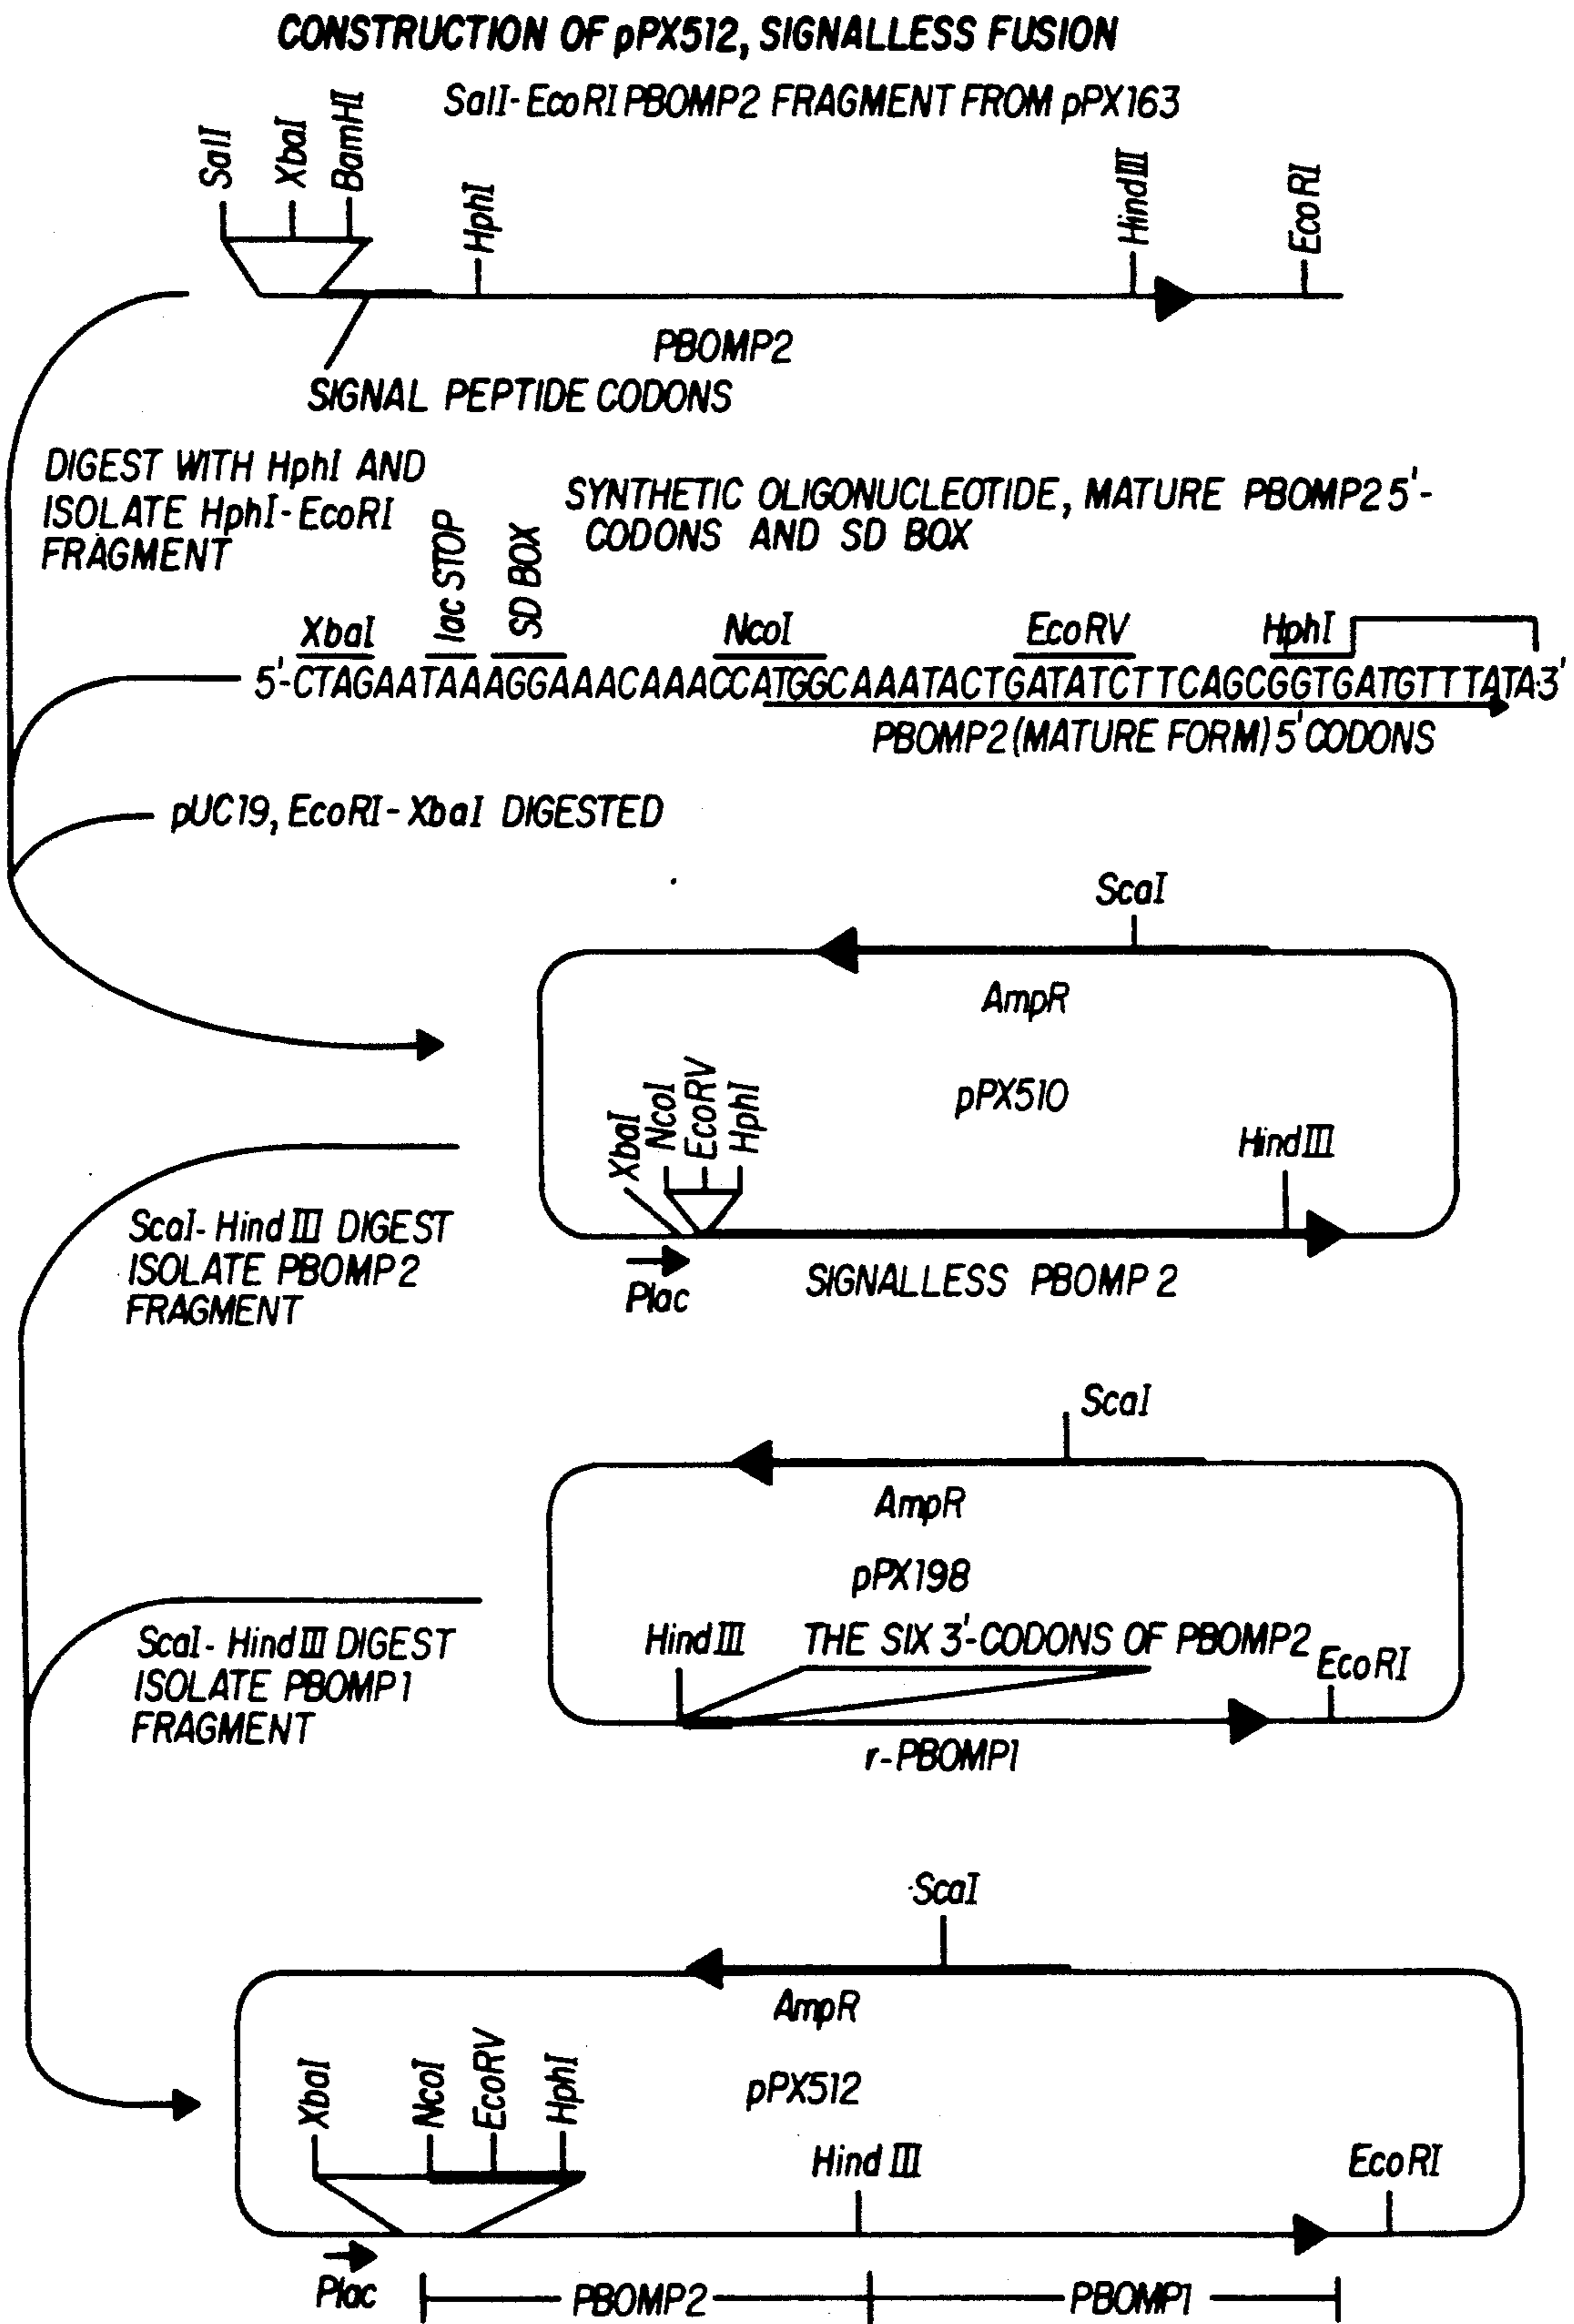 CONSTRUCTION OF pPX512, SIGNALLESS FUSION
SalI-EcoRI PBOMP2 FRAGMENT FROM pPX163
SalI
XbaI
BamHI
HphI
HindIII
EcoRI
PBOMP2
SIGNAL PEPTIDE CODONS
DIGEST WITH HphI AND
ISOLATE HphI-EcoRI
FRAGMENT
SYNTHETIC OLIGONUCLEOTIDE, MATURE PBOMP2 5'-
CODONS AND SD BOX
XbaI
lac STOP
SD BOX
NcoI
EcoRV
HphI
5'-CTAGAATAAAGGAAAACAAACCATGGCAAATACTGATATCTTCAGCGGTGATGTTTATA-3'
PBOMP2 (MATURE FORM) 5' CODONS
pUC19, EcoRI-XbaI DIGESTED
ScaI
AmpR
pPX510
XbaI
NcoI
EcoRV
HphI
HindIII
Plac
SIGNALLESS PBOMP2
ScaI-HindIII DIGEST
ISOLATE PBOMP2
FRAGMENT
ScaI
AmpR
pPX198
HindIII
THE SIX 3'-CODONS OF PBOMP2
EcoRI
r-PBOMP1
ScaI-HindIII DIGEST
ISOLATE PBOMP1
FRAGMENT
ScaI
AmpR
pPX512
XbaI
NcoI
EcoRV
HphI
HindIII
EcoRI
Plac
PBOMP2
PBOMP1